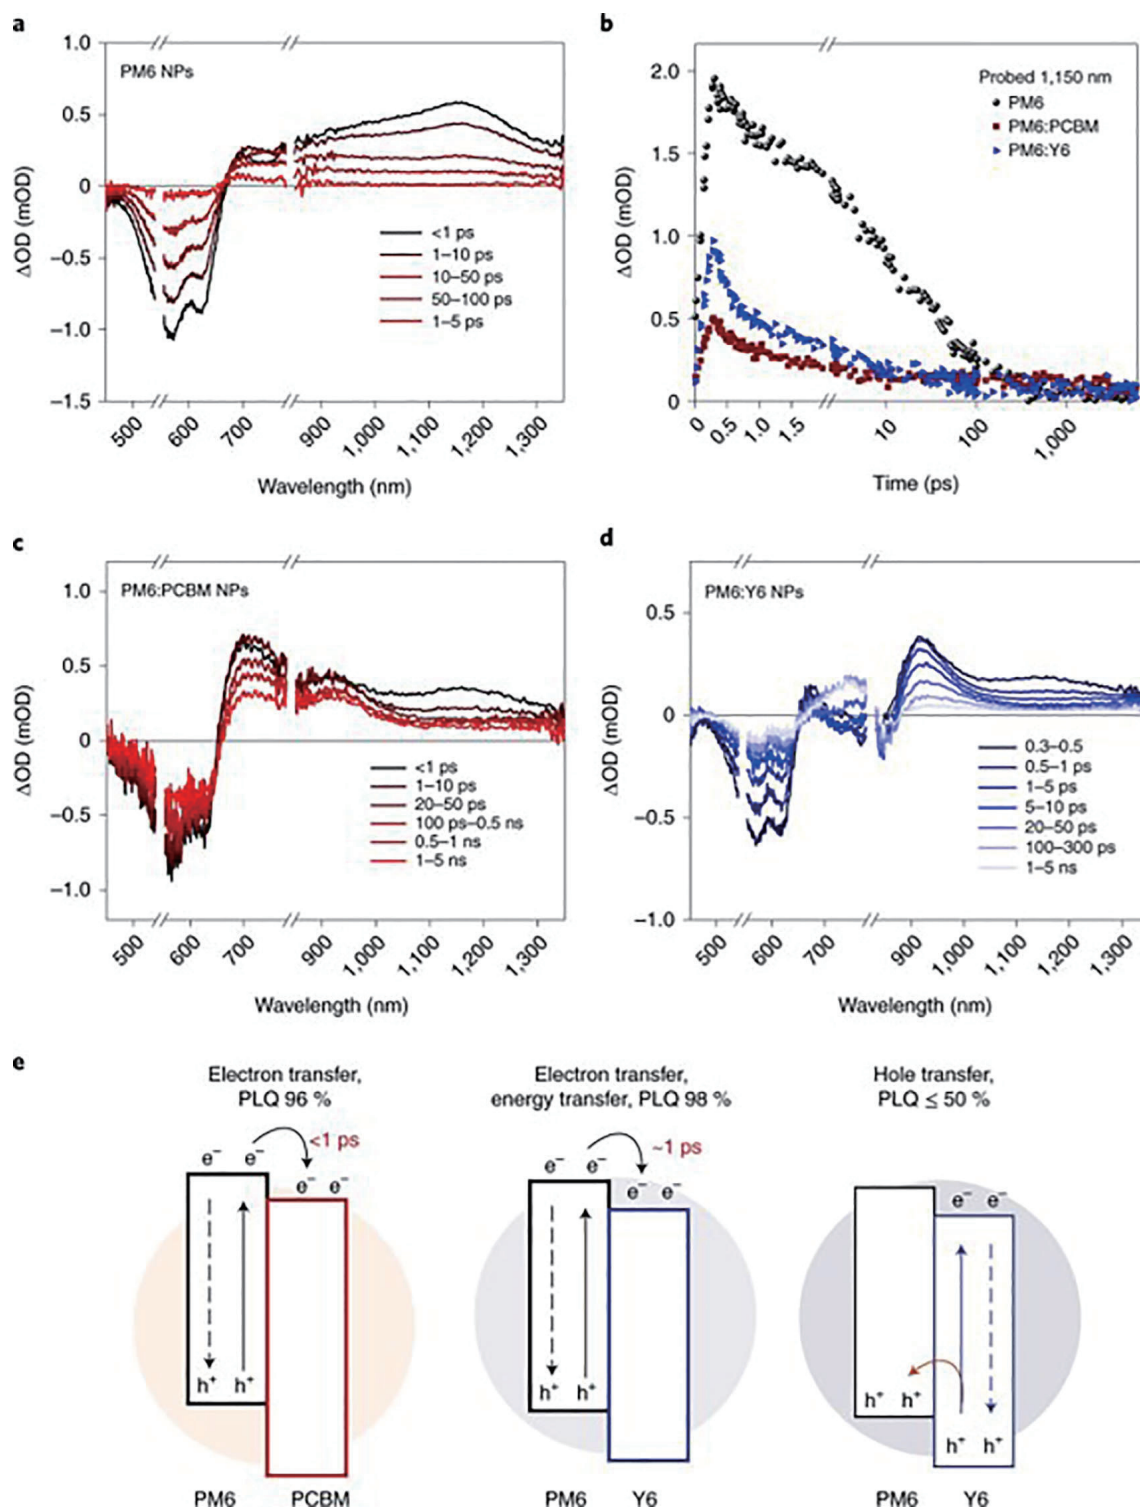 a
PM6 NPs
1.0
0.5
0
−0.5
−1.0
−1.5
ΔOD (mOD)
<1 ps
1–10 ps
10–50 ps
50–100 ps
1–5 ps
500
600
700
900
1,000
1,100
1,200
1,300
Wavelength (nm)
b
Probed 1,150 nm
PM6
PM6:PCBM
PM6:Y6
2.0
1.5
1.0
0.5
0
ΔOD (mOD)
0
0.5
1.0
1.5
10
100
1,000
Time (ps)
c
PM6:PCBM NPs
1.0
0.5
0
−0.5
−1.0
ΔOD (mOD)
<1 ps
1–10 ps
20–50 ps
100 ps–0.5 ns
0.5–1 ns
1–5 ns
500
600
700
900
1,000
1,100
1,200
1,300
Wavelength (nm)
d
PM6:Y6 NPs
0.5
0
−0.5
−1.0
ΔOD (mOD)
0.3–0.5
0.5–1 ps
1–5 ps
5–10 ps
20–50 ps
100–300 ps
1–5 ns
500
600
700
900
1,000
1,100
1,200
1,300
Wavelength (nm)
e
Electron transfer,
PLQ 96 %
<1 ps
e− e−
e− e−
h+ h+
PM6 PCBM
Electron transfer,
energy transfer, PLQ 98 %
~1 ps
e− e−
e− e−
h+ h+
PM6 Y6
Hole transfer,
PLQ ≤ 50 %
e− e−
h+ h+
h+ h+
PM6 Y6